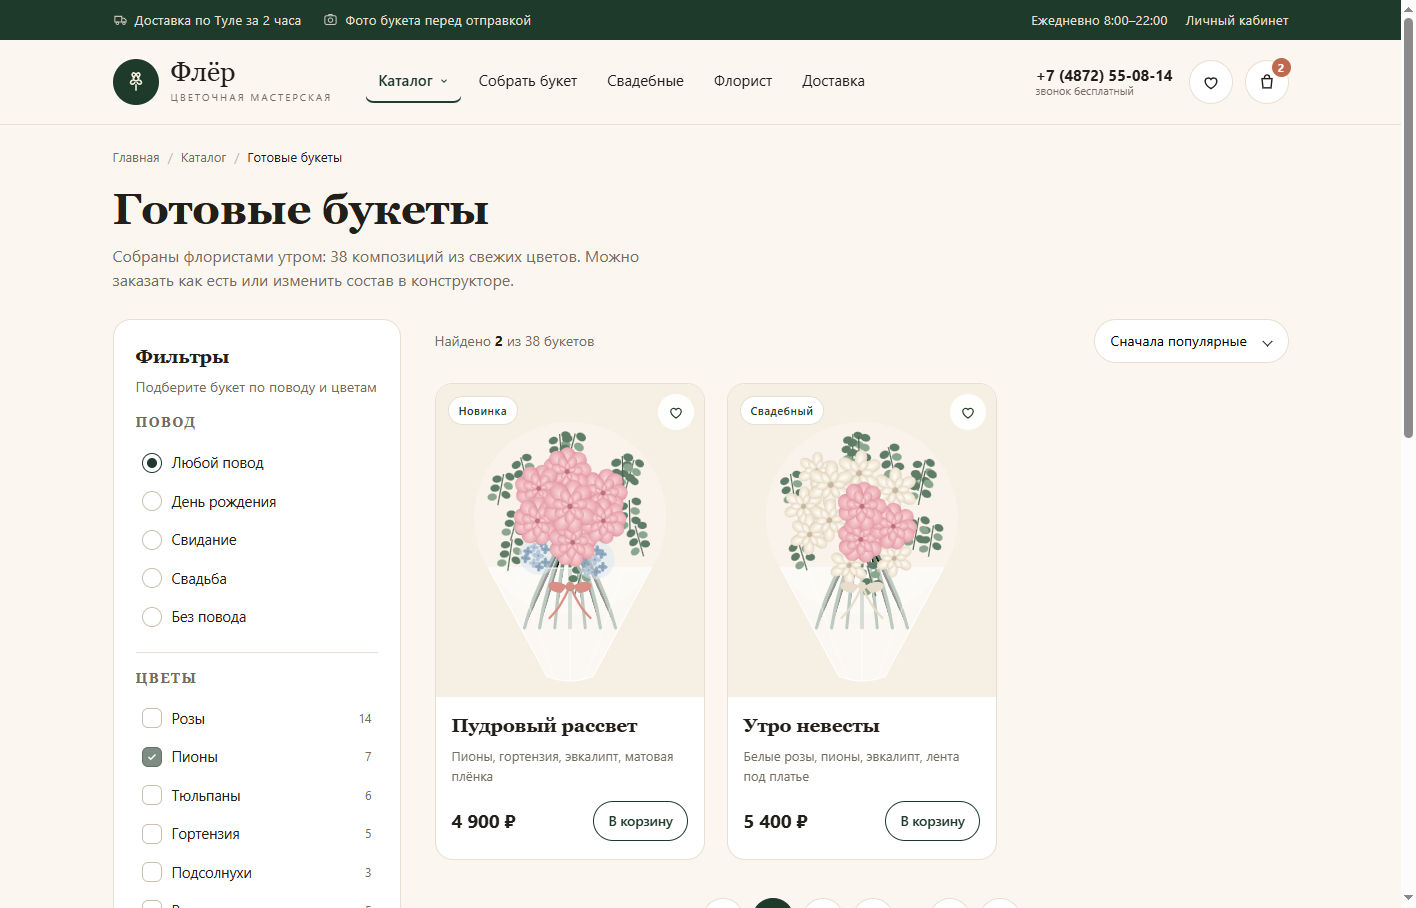 Доставка по Туле за 2 часа
Фото букета перед отправкой
Ежедневно 8:00–22:00
Личный кабинет
Флёр
ЦВЕТОЧНАЯ МАСТЕРСКАЯ
Каталог
Собрать букет
Свадебные
Флорист
Доставка
+7 (4872) 55-08-14
звонок бесплатный
2
Главная / Каталог / Готовые букеты
Готовые букеты
Собраны флористами утром: 38 композиций из свежих цветов. Можно
заказать как есть или изменить состав в конструкторе.
Фильтры
Подберите букет по поводу и цветам
ПОВОД
Любой повод
День рождения
Свидание
Свадьба
Без повода
ЦВЕТЫ
Розы 14
Пионы 7
Тюльпаны 6
Гортензия 5
Подсолнухи 3
Найдено 2 из 38 букетов
Сначала популярные
Новинка
Пудровый рассвет
Пионы, гортензия, эвкалипт, матовая
плёнка
4 900 ₽
В корзину
Свадебный
Утро невесты
Белые розы, пионы, эвкалипт, лента
под платье
5 400 ₽
В корзину